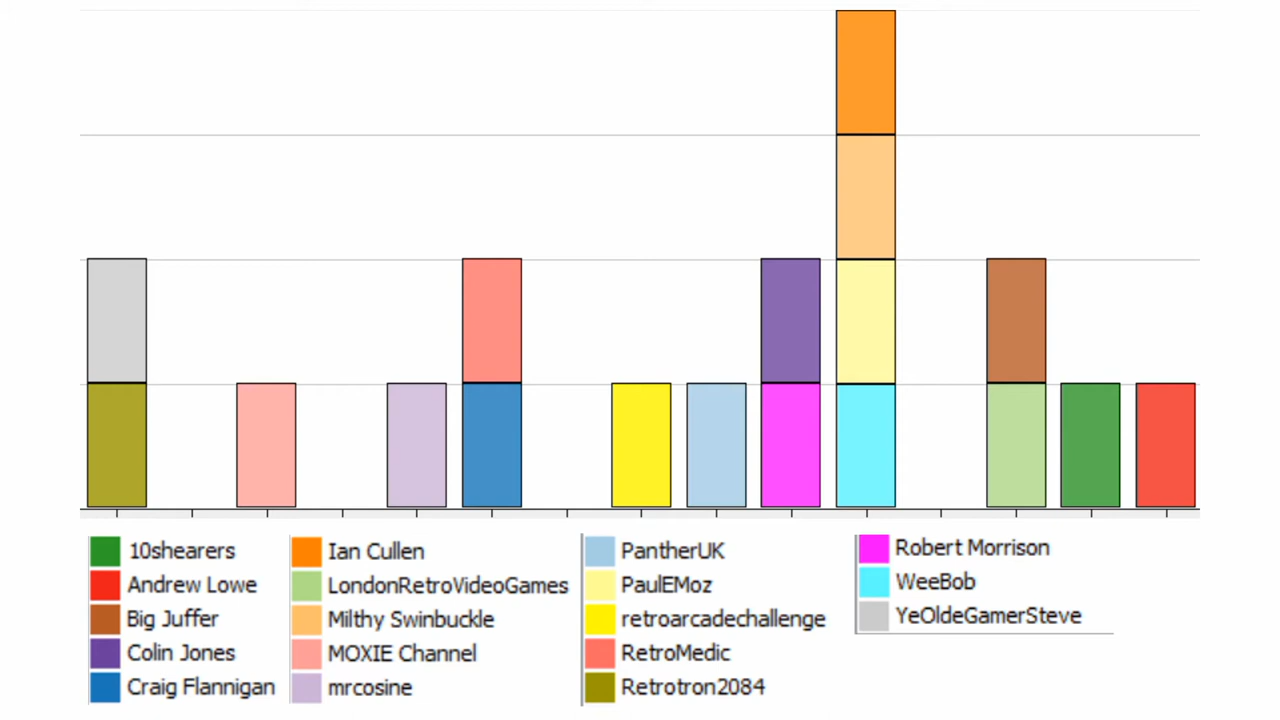 10shearers
Andrew Lowe
Big Juffer
Colin Jones
Craig Flannigan
Ian Cullen
LondonRetroVideoGames
Milthy Swinbuckle
MOXIE Channel
mrcosine
PantherUK
PaulEMoz
retroarcadechallenge
RetroMedic
Retrotron2084
Robert Morrison
WeeBob
YeOldeGamerSteve